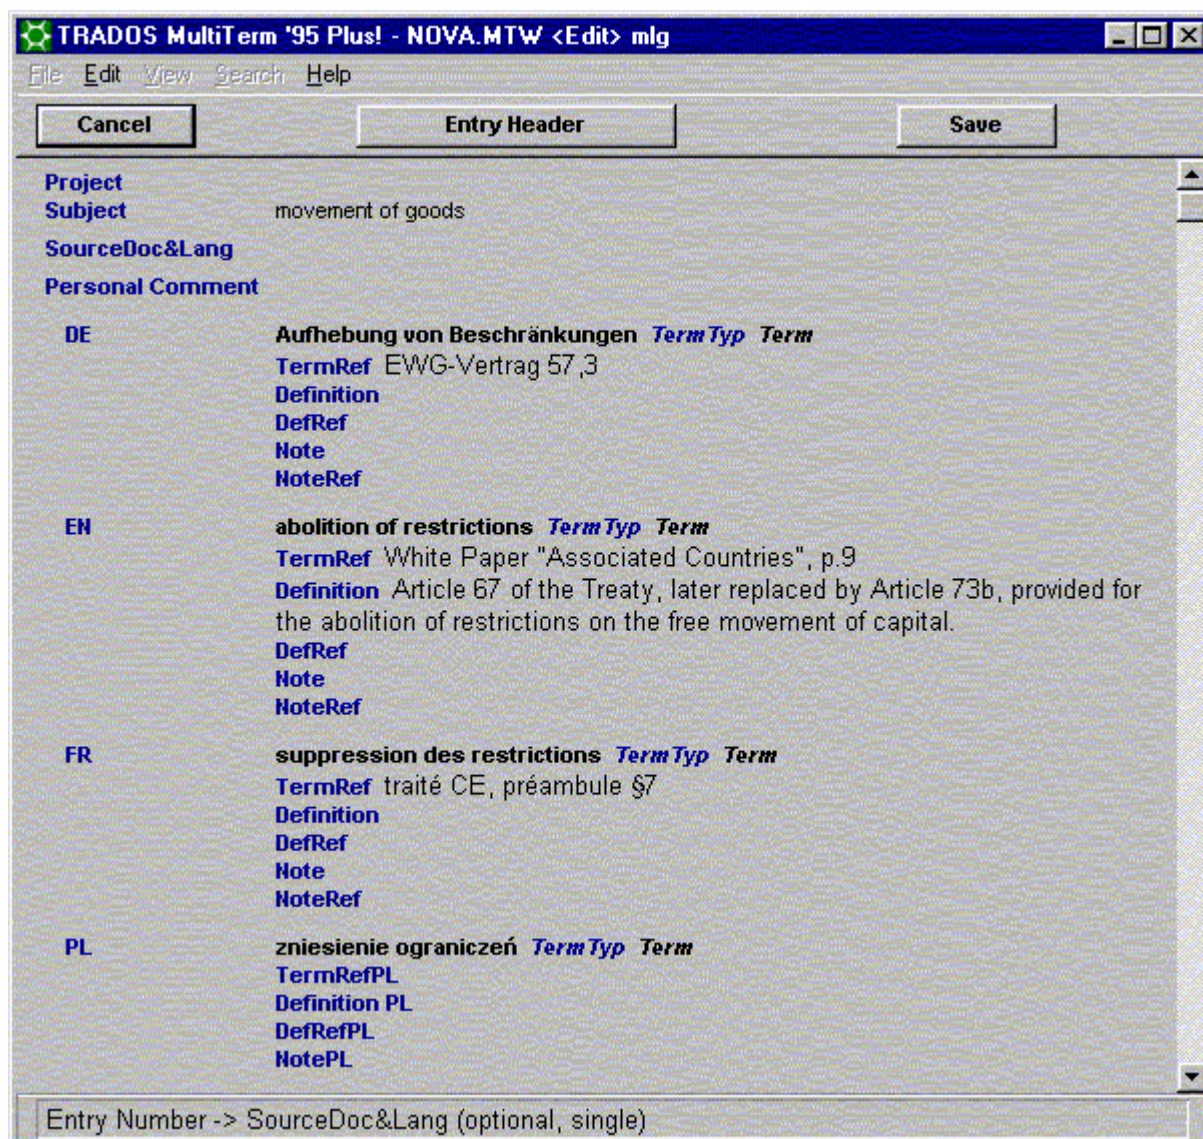 TRADOS MultiTerm '95 Plus! - NOVA.MTW <Edit> mlg
File Edit View Search Help
Cancel Entry Header Save
Project
Subject movement of goods
SourceDoc&Lang
Personal Comment
DE Aufhebung von Beschränkungen TermTyp Term
TermRef EWG-Vertrag 57,3
Definition
DefRef
Note
NoteRef
EN abolition of restrictions TermTyp Term
TermRef White Paper "Associated Countries", p.9
Definition Article 67 of the Treaty, later replaced by Article 73b, provided for
the abolition of restrictions on the free movement of capital.
DefRef
Note
NoteRef
FR suppression des restrictions TermTyp Term
TermRef traité CE, préambule §7
Definition
DefRef
Note
NoteRef
PL zniesienie ograniczeń TermTyp Term
TermRefPL
Definition PL
DefRefPL
NotePL
Entry Number -> SourceDoc&Lang (optional, single)